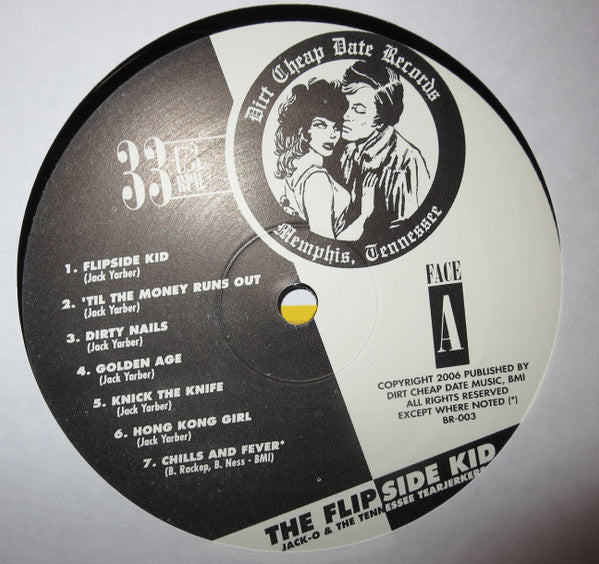 Dirt Cheap Date Records
Memphis, Tennessee
33 1/3
RPM
1. FLIPSIDE KID
(Jack Yarber)
2. 'TIL THE MONEY RUNS OUT
(Jack Yarber)
3. DIRTY NAILS
(Jack Yarber)
4. GOLDEN AGE
(Jack Yarber)
5. KNICK THE KNIFE
(Jack Yarber)
6. HONG KONG GIRL
(Jack Yarber)
7. CHILLS AND FEVER*
(B. Rackep, B. Ness - BMI)
FACE
A
COPYRIGHT 2006 PUBLISHED BY
DIRT CHEAP DATE MUSIC, BMI
ALL RIGHTS RESERVED
EXCEPT WHERE NOTED (*)
BR-003
THE FLIPSIDE KID
JACK-O & THE TENNESSEE TEARJERKERS